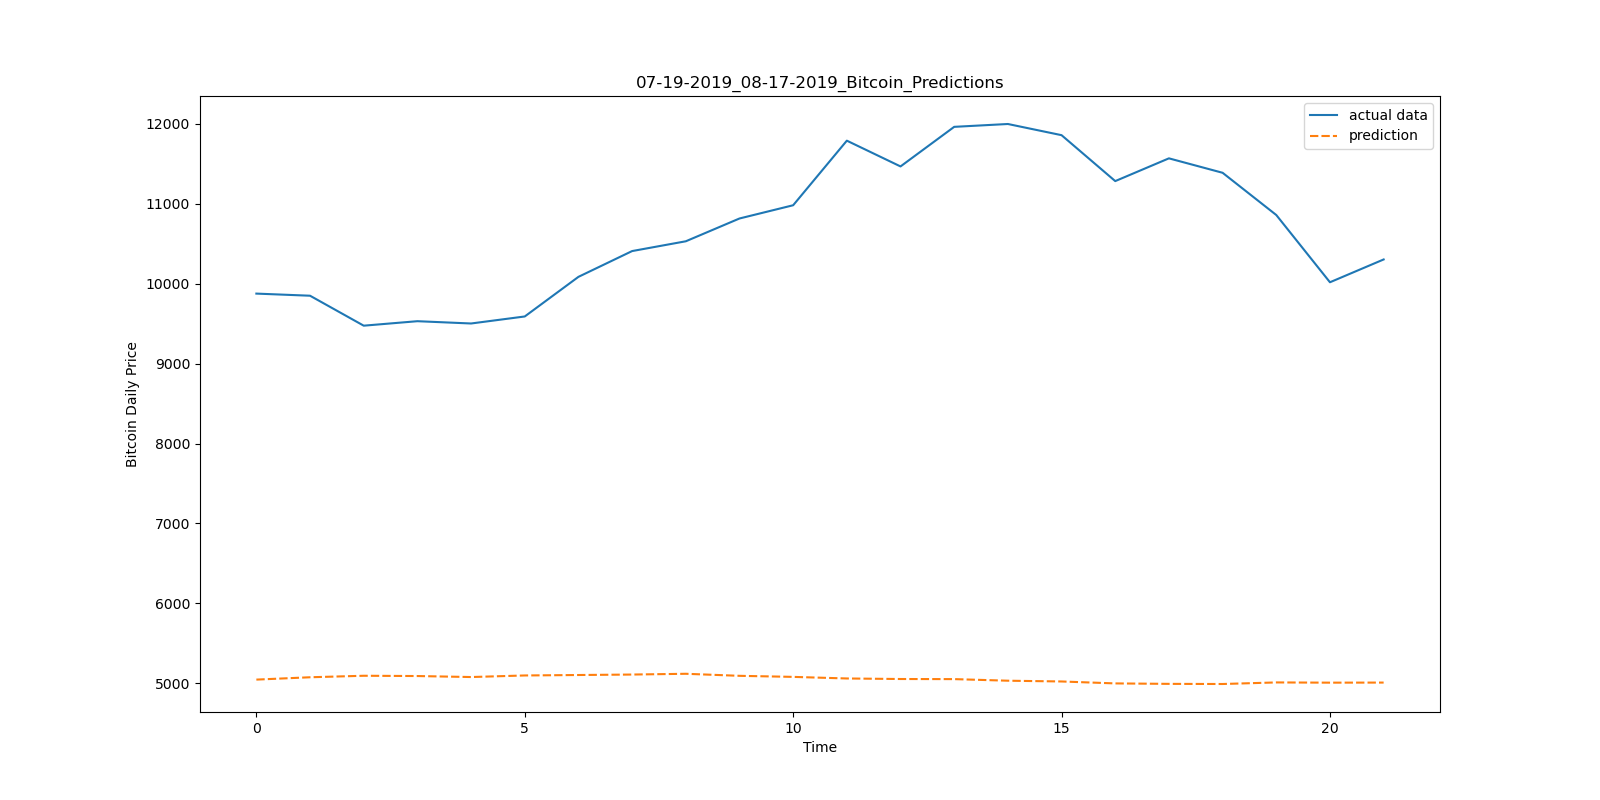 07-19-2019_08-17-2019_Bitcoin_Predictions
actual data
prediction
12000
11000
10000
9000
8000
7000
6000
5000
Bitcoin Daily Price
0 5 10 15 20
Time